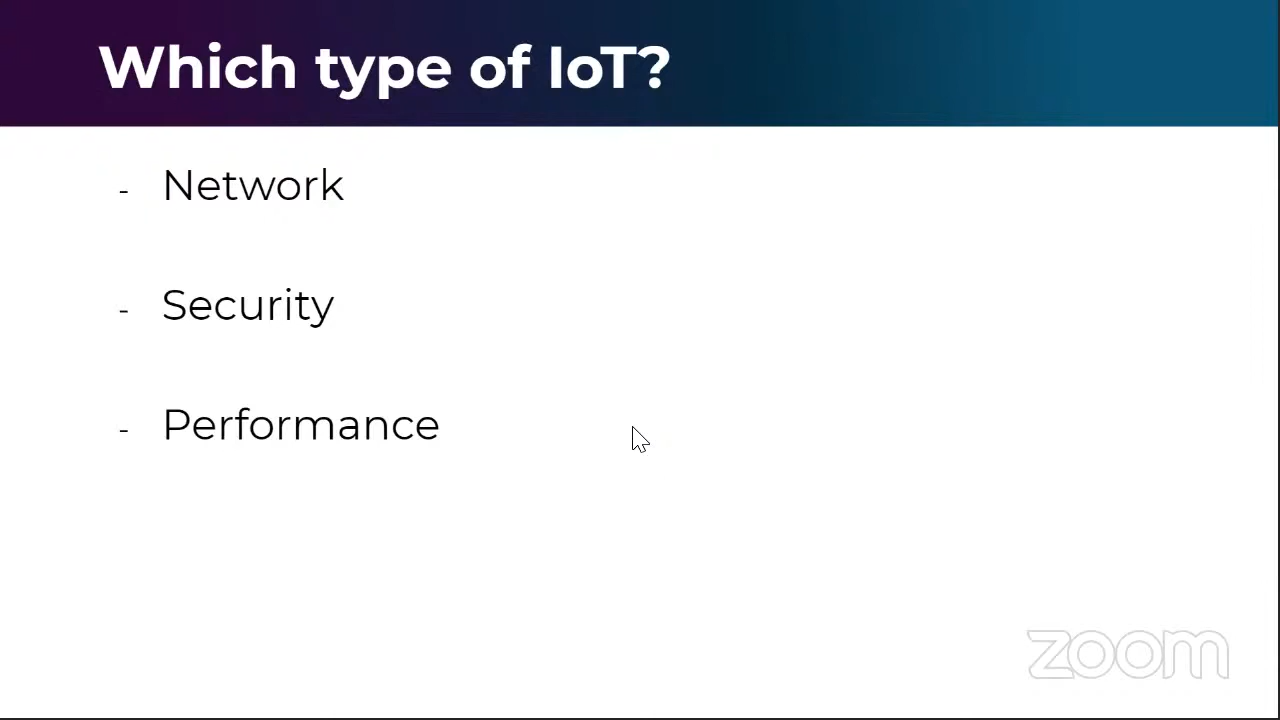 Which type of IoT?
- Network
- Security
- Performance
zoom